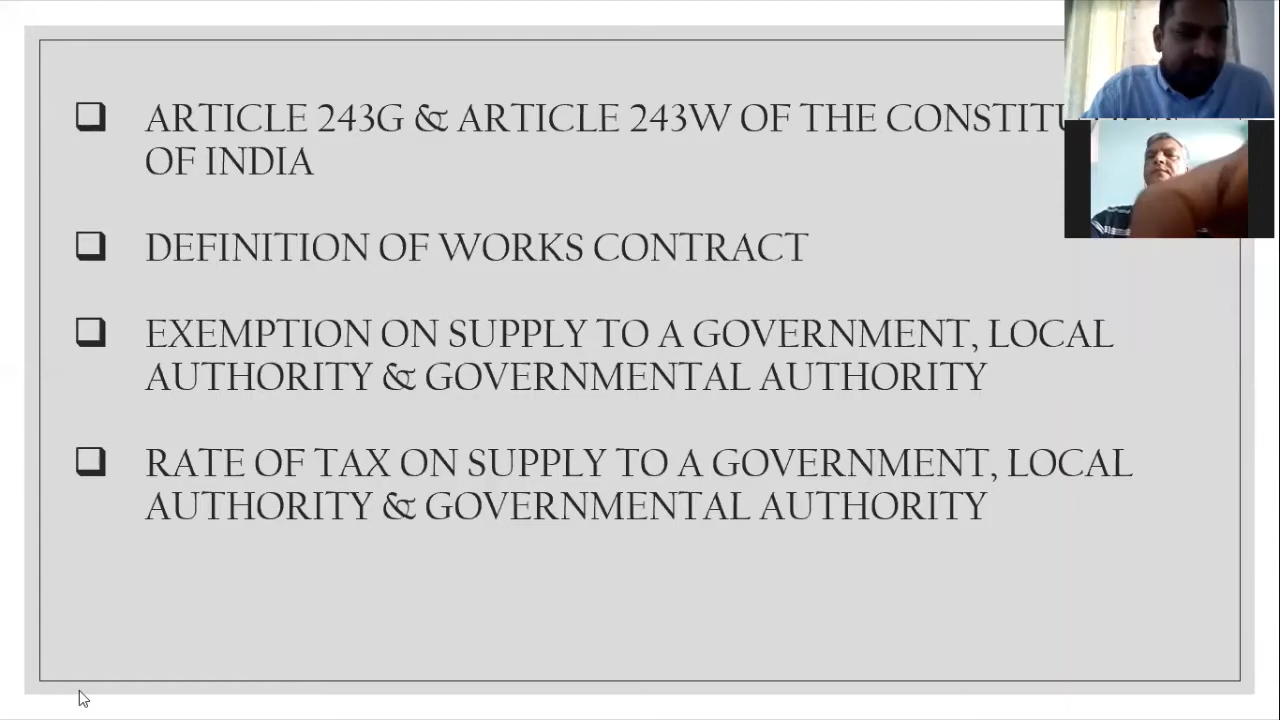 ARTICLE 243G & ARTICLE 243W OF THE
OF INDIA
DEFINITION OF WORKS CONTRACT
EXEMPTION ON SUPPLY TO A GOVERNMENT, LOCAL
AUTHORITY & GOVERNMENTAL AUTHORITY
RATE OF TAX ON SUPPLY TO A GOVERNMENT, LOCAL
AUTHORITY & GOVERNMENTAL AUTHORITY